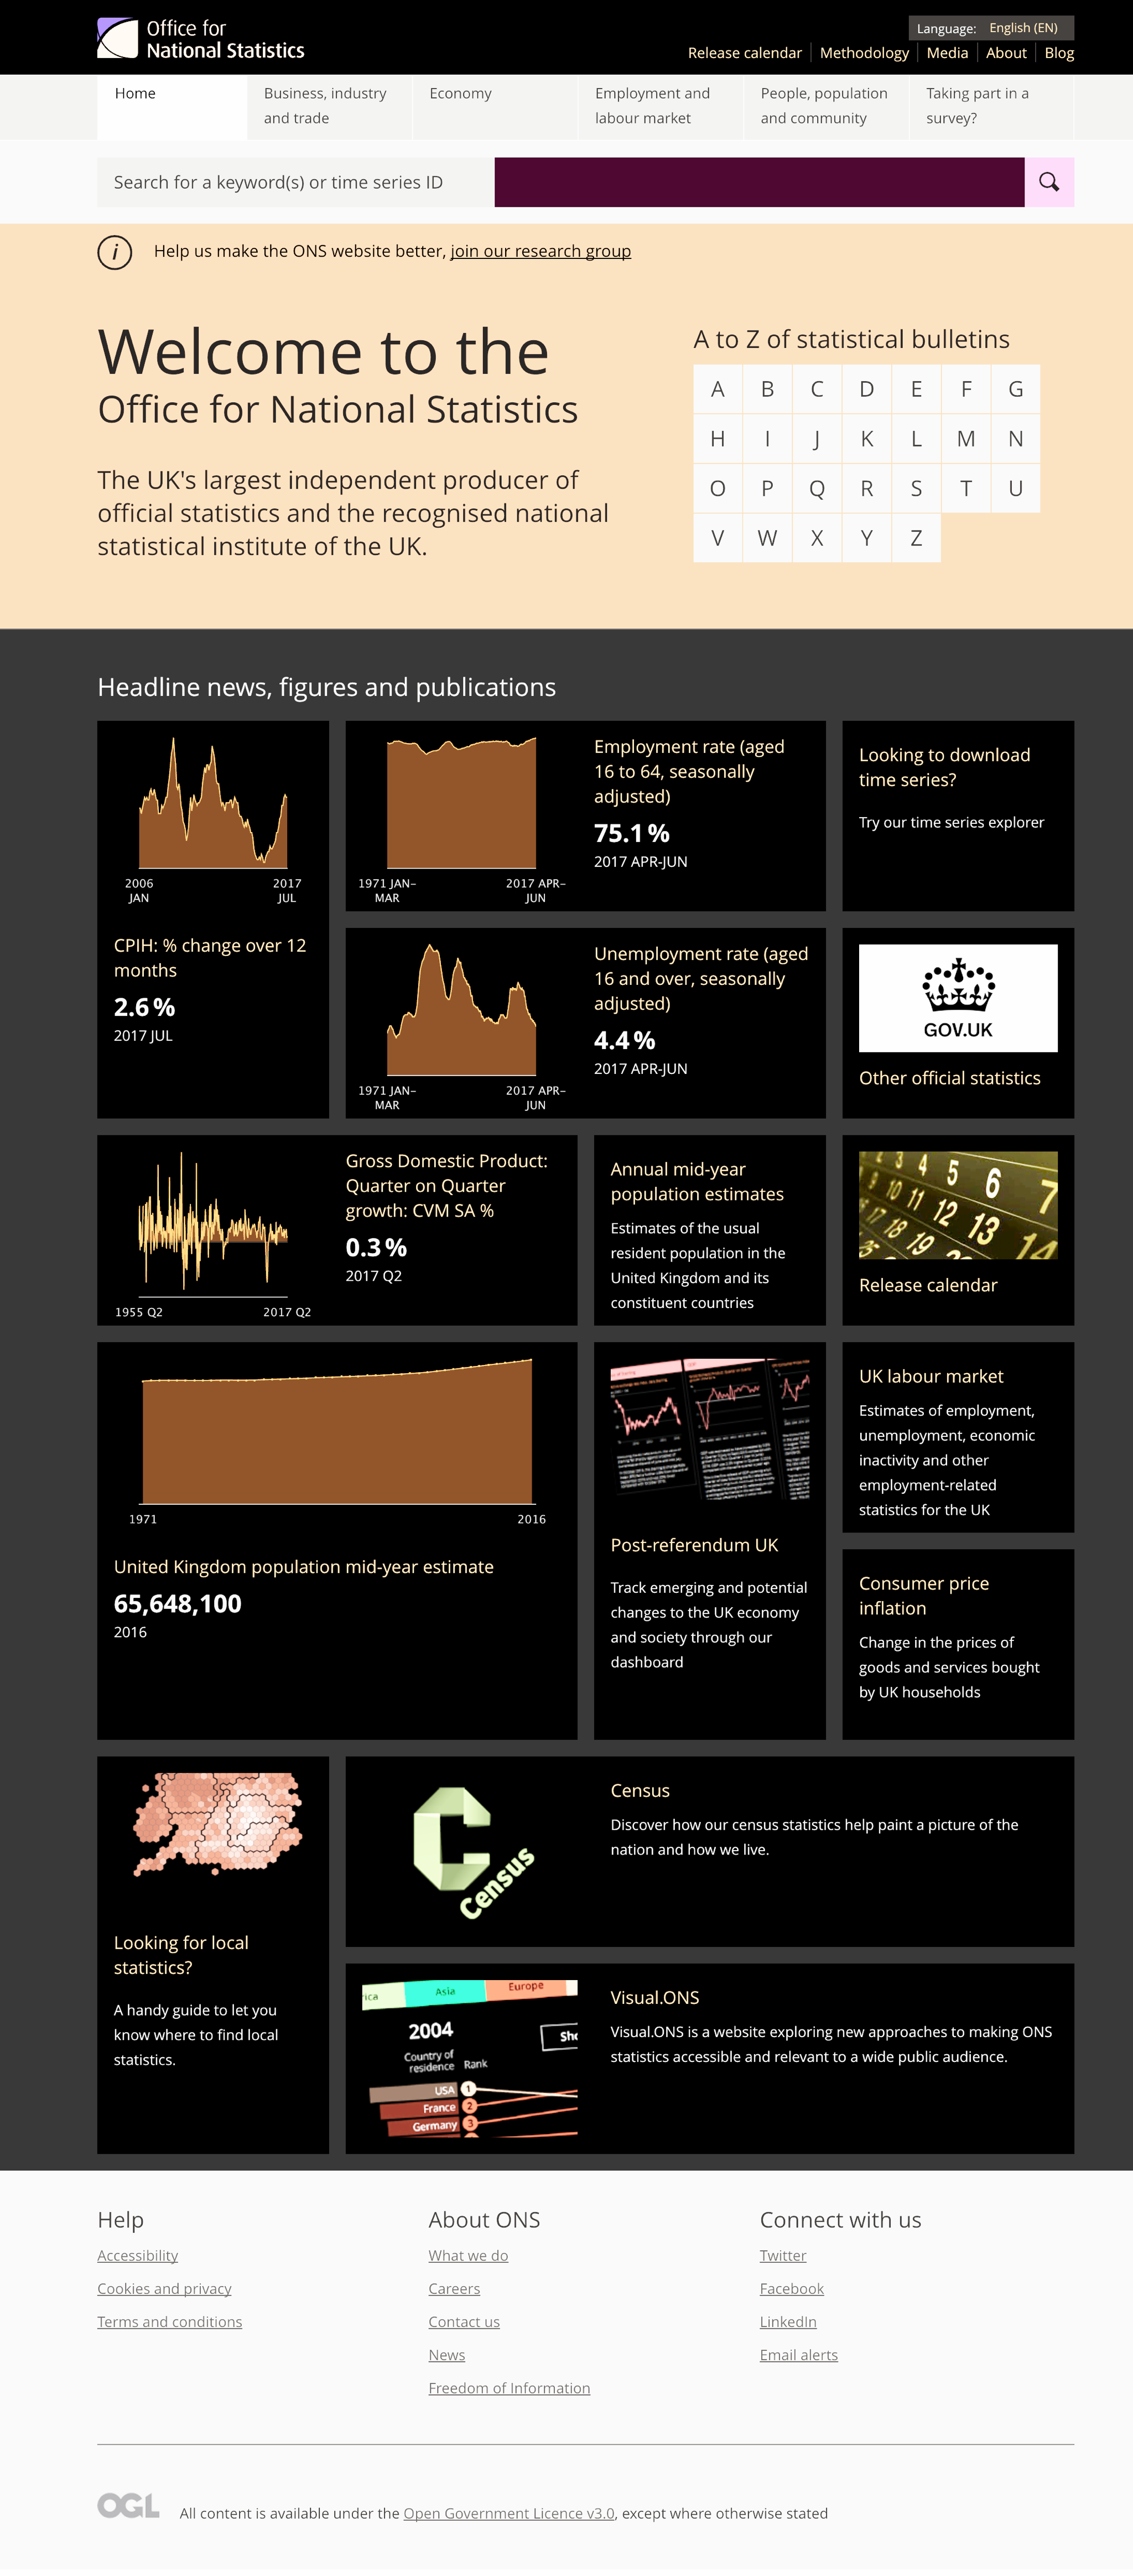 Office for
National Statistics
Language: English (EN)
Release calendar
Methodology
Media
About
Blog
Home
Business, industry
and trade
Economy
Employment and
labour market
People, population
and community
Taking part in a
survey?
Search for a keyword(s) or time series ID
i
Help us make the ONS website better, join our research group
Welcome to the
Office for National Statistics
The UK's largest independent producer of
official statistics and the recognised national
statistical institute of the UK.
A to Z of statistical bulletins
A B C D E F G
H I J K L M N
O P Q R S T U
V W X Y Z
Headline news, figures and publications
2006
JAN
2017
JUL
CPIH: % change over 12
months
2.6 %
2017 JUL
1971 JAN–
MAR
2017 APR–
JUN
Employment rate (aged
16 to 64, seasonally
adjusted)
75.1 %
2017 APR-JUN
Looking to download
time series?
Try our time series explorer
1971 JAN–
MAR
2017 APR–
JUN
Unemployment rate (aged
16 and over, seasonally
adjusted)
4.4 %
2017 APR-JUN
GOV.UK
Other official statistics
1955 Q2
2017 Q2
Gross Domestic Product:
Quarter on Quarter
growth: CVM SA %
0.3 %
2017 Q2
Annual mid-year
population estimates
Estimates of the usual
resident population in the
United Kingdom and its
constituent countries
3 4 5 6 7
9 10 11 12 13 14
17 18 19
Release calendar
1971
2016
United Kingdom population mid-year estimate
65,648,100
2016
Post-referendum UK
Track emerging and potential
changes to the UK economy
and society through our
dashboard
UK labour market
Estimates of employment,
unemployment, economic
inactivity and other
employment-related
statistics for the UK
Consumer price
inflation
Change in the prices of
goods and services bought
by UK households
Looking for local
statistics?
A handy guide to let you
know where to find local
statistics.
C
Census
Census
Discover how our census statistics help paint a picture of the
nation and how we live.
rica Asia Europe
2004
Sho
Country of
residence Rank
USA 1
France 2
Germany 3
Visual.ONS
Visual.ONS is a website exploring new approaches to making ONS
statistics accessible and relevant to a wide public audience.
Help
Accessibility
Cookies and privacy
Terms and conditions
About ONS
What we do
Careers
Contact us
News
Freedom of Information
Connect with us
Twitter
Facebook
LinkedIn
Email alerts
OGL
All content is available under the Open Government Licence v3.0, except where otherwise stated